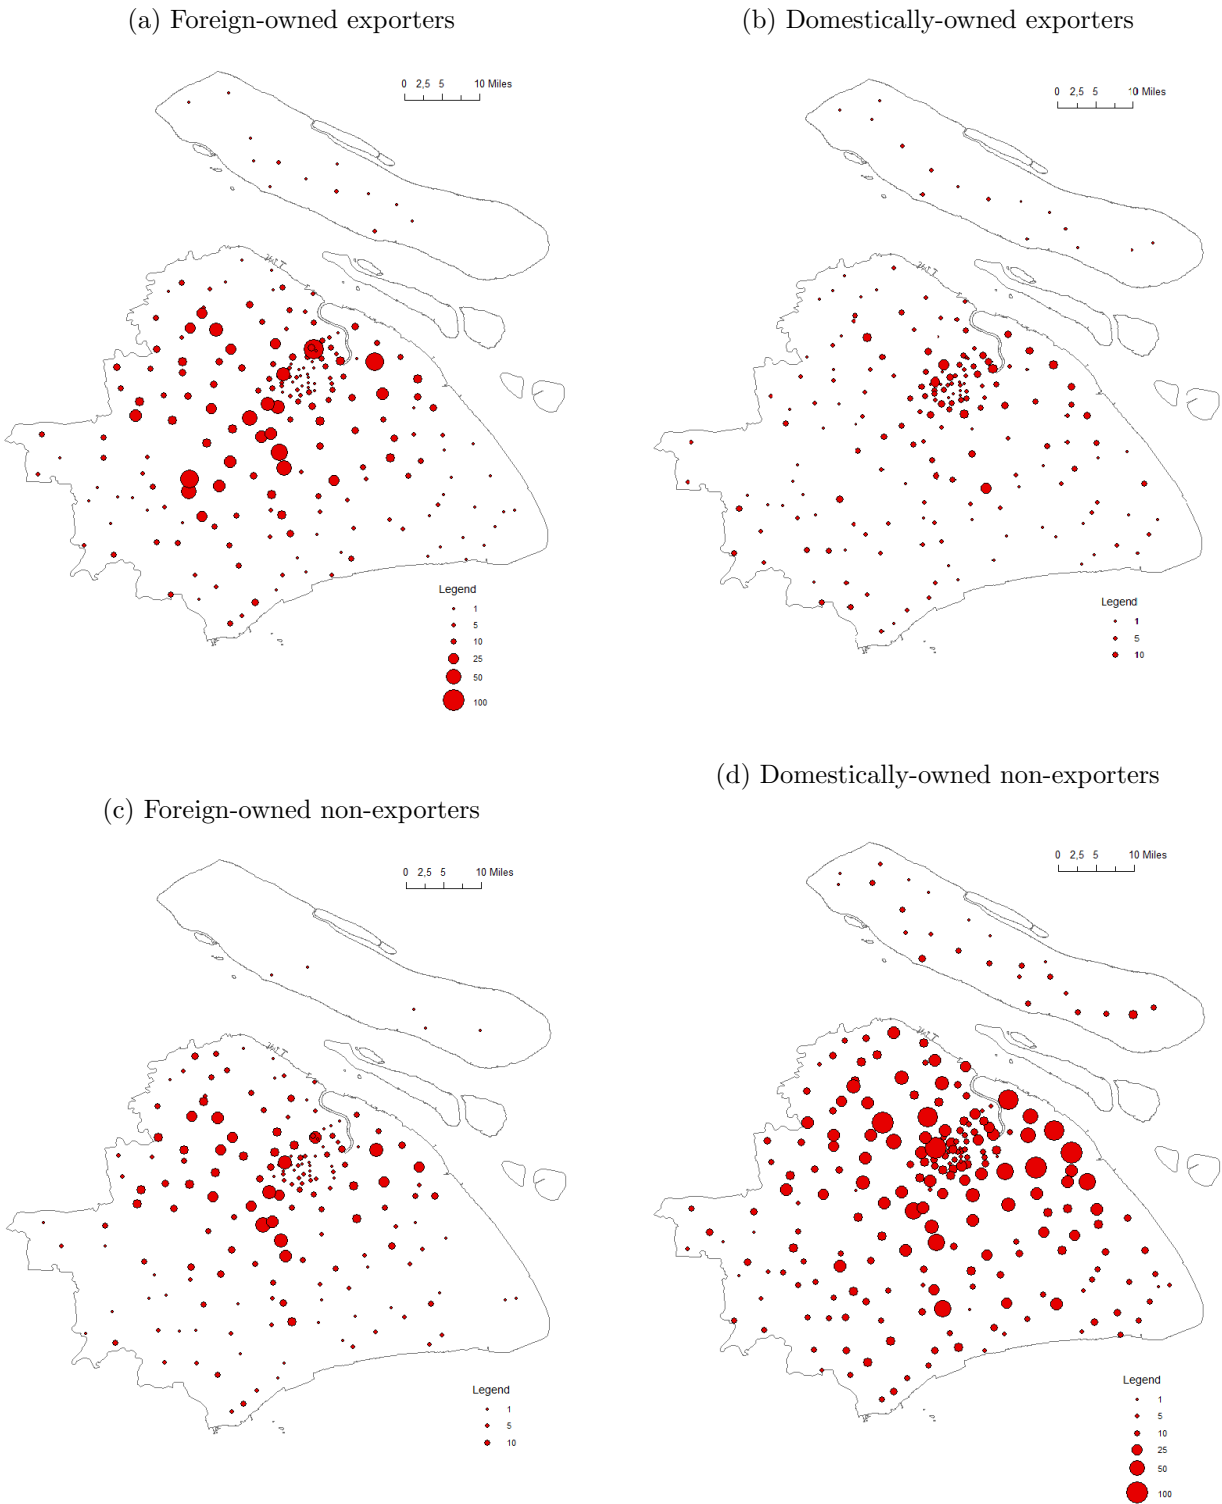 (a) Foreign-owned exporters
0 2,5 5 10 Miles
Legend
1
5
10
25
50
100
(b) Domestically-owned exporters
0 2,5 5 10 Miles
Legend
1
5
10
(c) Foreign-owned non-exporters
0 2,5 5 10 Miles
Legend
1
5
10
(d) Domestically-owned non-exporters
0 2,5 5 10 Miles
Legend
1
5
10
25
50
100